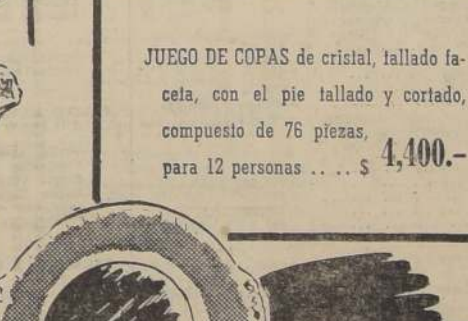 JUEGO DE COPAS de cristal, tallado fa-
ceta, con el pie tallado y cortado,
compuesto de 76 piezas,
para 12 personas .. .. $ 4,400.-